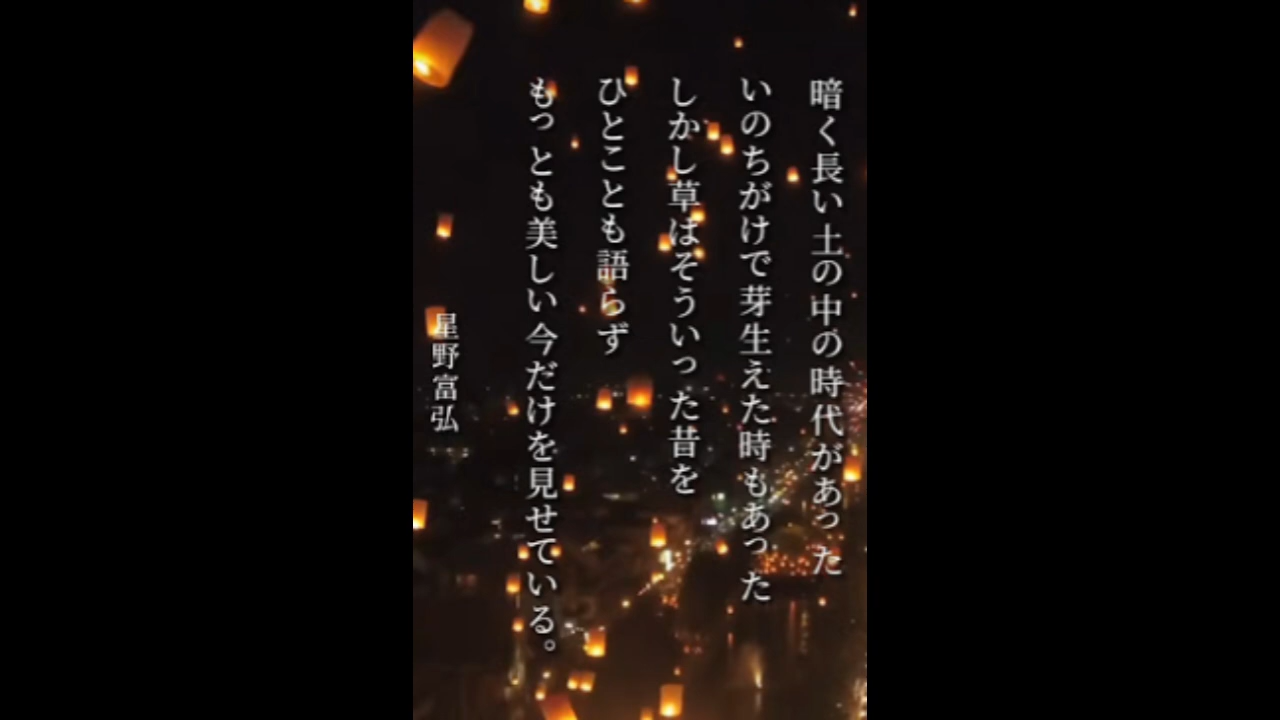 暗く長い土の中の時代があった
いのちがけで芽生えた時もあった
しかし草はそういった昔を
ひとことも語らず
もっとも美しい今だけを見せている。
星野富弘